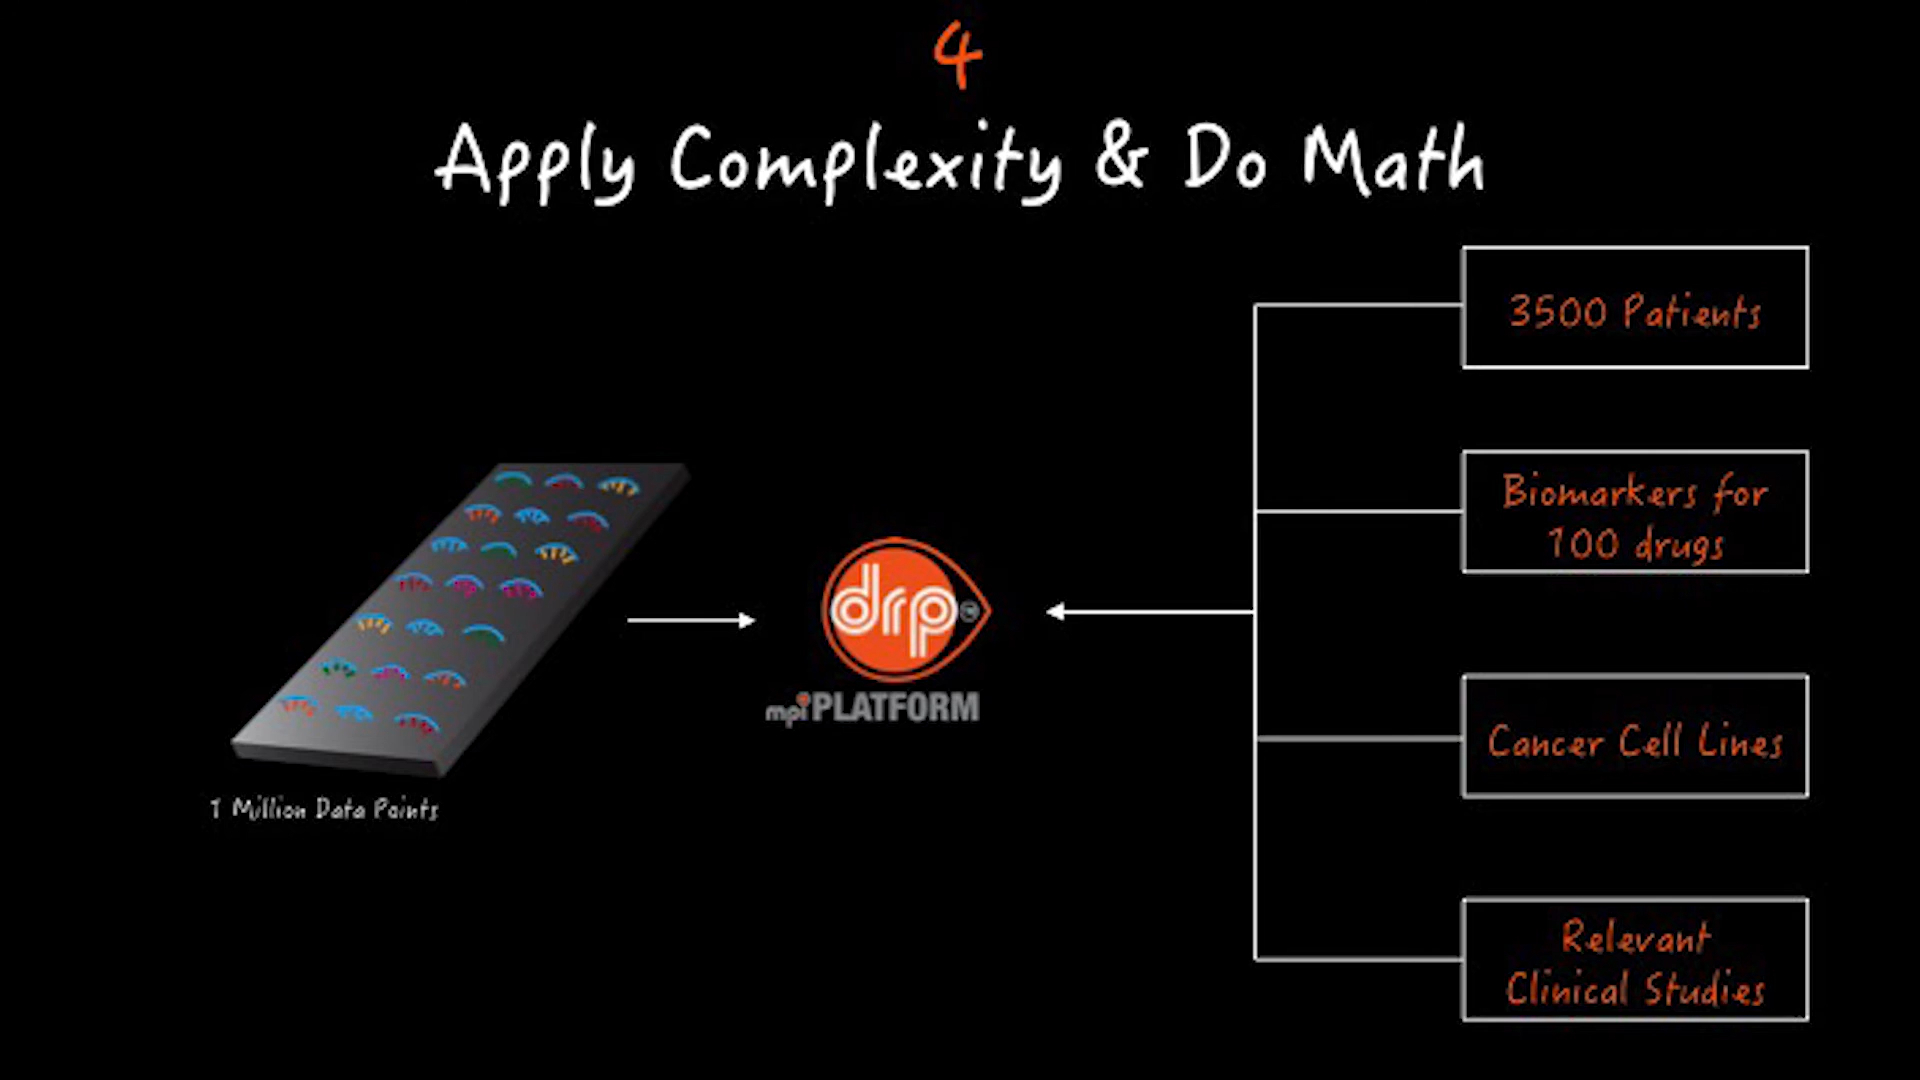 4
Apply Complexity & Do Math
3500 Patients
Biomarkers for
100 drugs
drp
mpi PLATFORM
Cancer Cell Lines
1 Million Data Points
Relevant
Clinical Studies